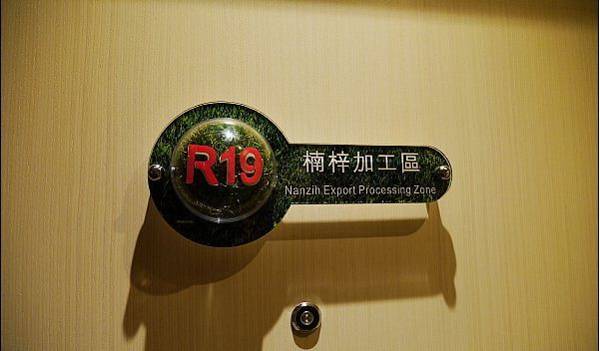 R19
楠梓加工區
Nanzih Export Processing Zone